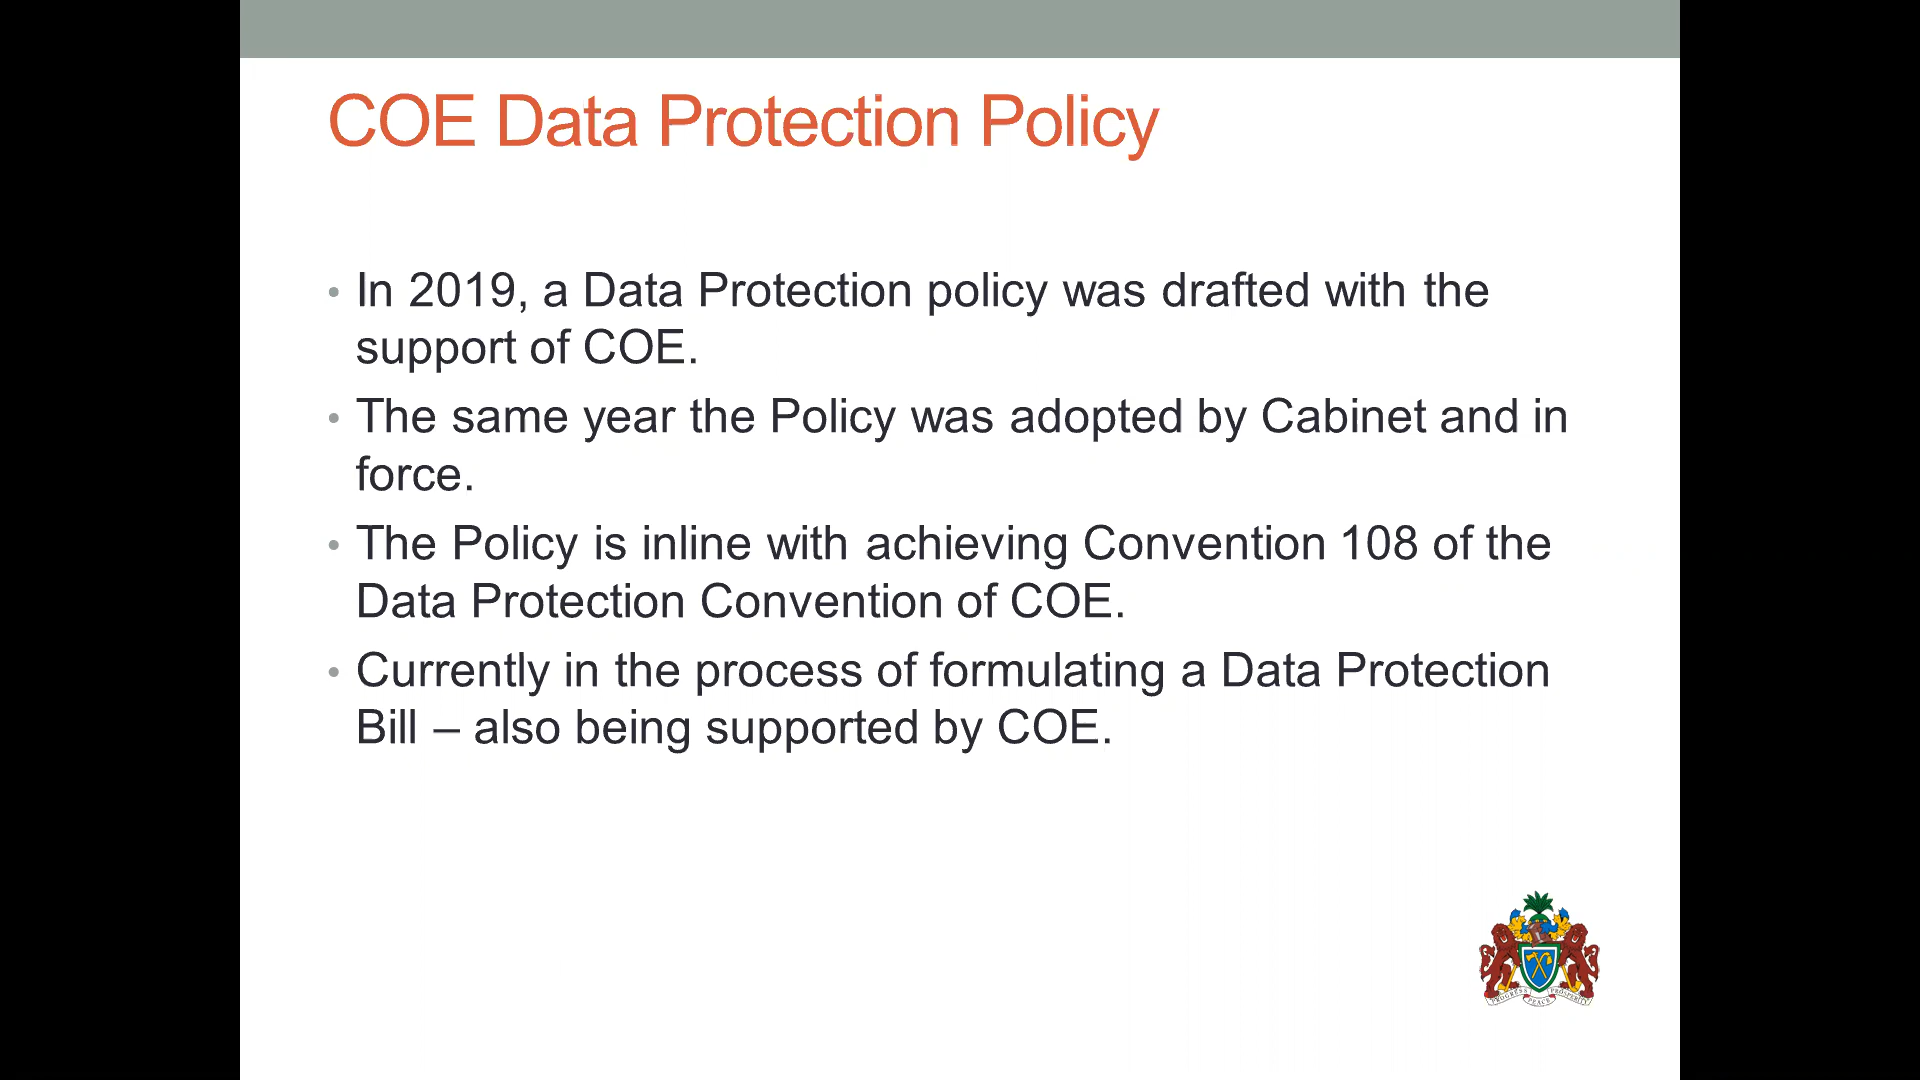 COE Data Protection Policy
• In 2019, a Data Protection policy was drafted with the
support of COE.
• The same year the Policy was adopted by Cabinet and in
force.
• The Policy is inline with achieving Convention 108 of the
Data Protection Convention of COE.
• Currently in the process of formulating a Data Protection
Bill – also being supported by COE.
PROGRESS PEACE PROSPERITY